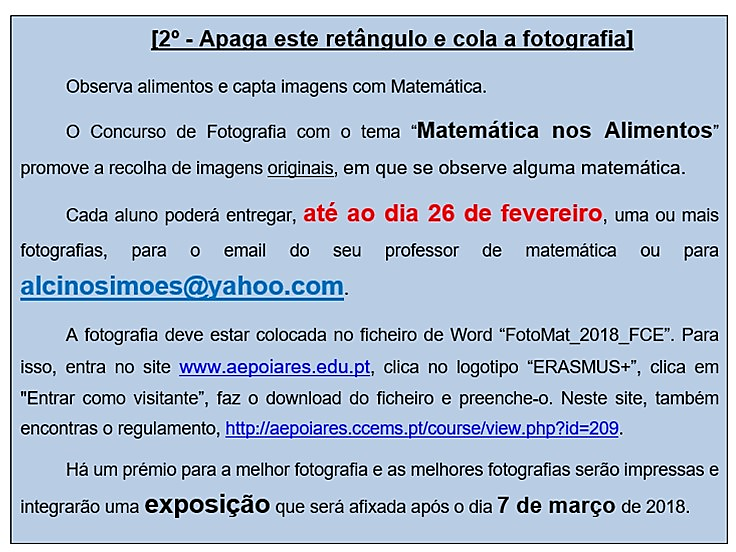 [2º - Apaga este retângulo e cola a fotografia]
Observa alimentos e capta imagens com Matemática.
O Concurso de Fotografia com o tema “Matemática nos Alimentos”
promove a recolha de imagens originais, em que se observe alguma matemática.
Cada aluno poderá entregar, até ao dia 26 de fevereiro, uma ou mais
fotografias, para o email do seu professor de matemática ou para
alcinosimoes@yahoo.com.
A fotografia deve estar colocada no ficheiro de Word “FotoMat_2018_FCE”. Para
isso, entra no site www.aepoiares.edu.pt, clica no logotipo “ERASMUS+”, clica em
"Entrar como visitante”, faz o download do ficheiro e preenche-o. Neste site, também
encontras o regulamento, http://aepoiares.ccems.pt/course/view.php?id=209.
Há um prémio para a melhor fotografia e as melhores fotografias serão impressas e
integrarão uma exposição que será afixada após o dia 7 de março de 2018.